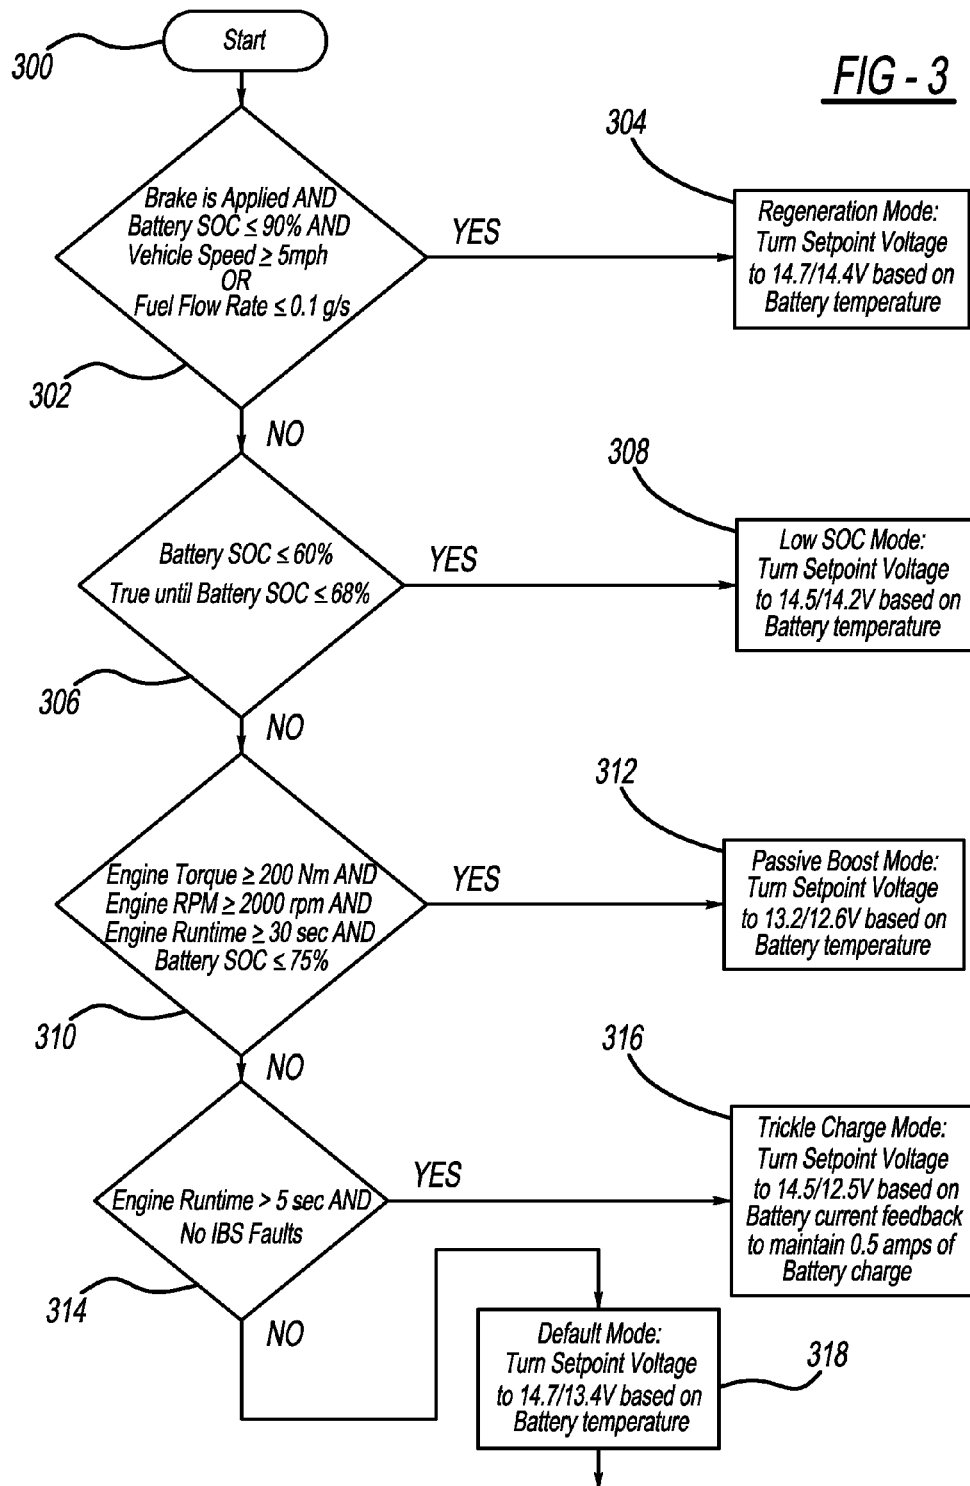 Start
300
FIG - 3
304
Brake is Applied AND
Battery SOC ≤ 90% AND
Vehicle Speed ≥ 5mph
OR
Fuel Flow Rate ≤ 0.1 g/s
YES
Regeneration Mode:
Turn Setpoint Voltage
to 14.7/14.4V based on
Battery temperature
302
NO
308
Battery SOC ≤ 60%
True until Battery SOC ≤ 68%
YES
Low SOC Mode:
Turn Setpoint Voltage
to 14.5/14.2V based on
Battery temperature
306
NO
312
Engine Torque ≥ 200 Nm AND
Engine RPM ≥ 2000 rpm AND
Engine Runtime ≥ 30 sec AND
Battery SOC ≤ 75%
YES
Passive Boost Mode:
Turn Setpoint Voltage
to 13.2/12.6V based on
Battery temperature
310
NO
316
Engine Runtime > 5 sec AND
No IBS Faults
YES
Trickle Charge Mode:
Turn Setpoint Voltage
to 14.5/12.5V based on
Battery current feedback
to maintain 0.5 amps of
Battery charge
314
NO
Default Mode:
Turn Setpoint Voltage
to 14.7/13.4V based on
Battery temperature
318